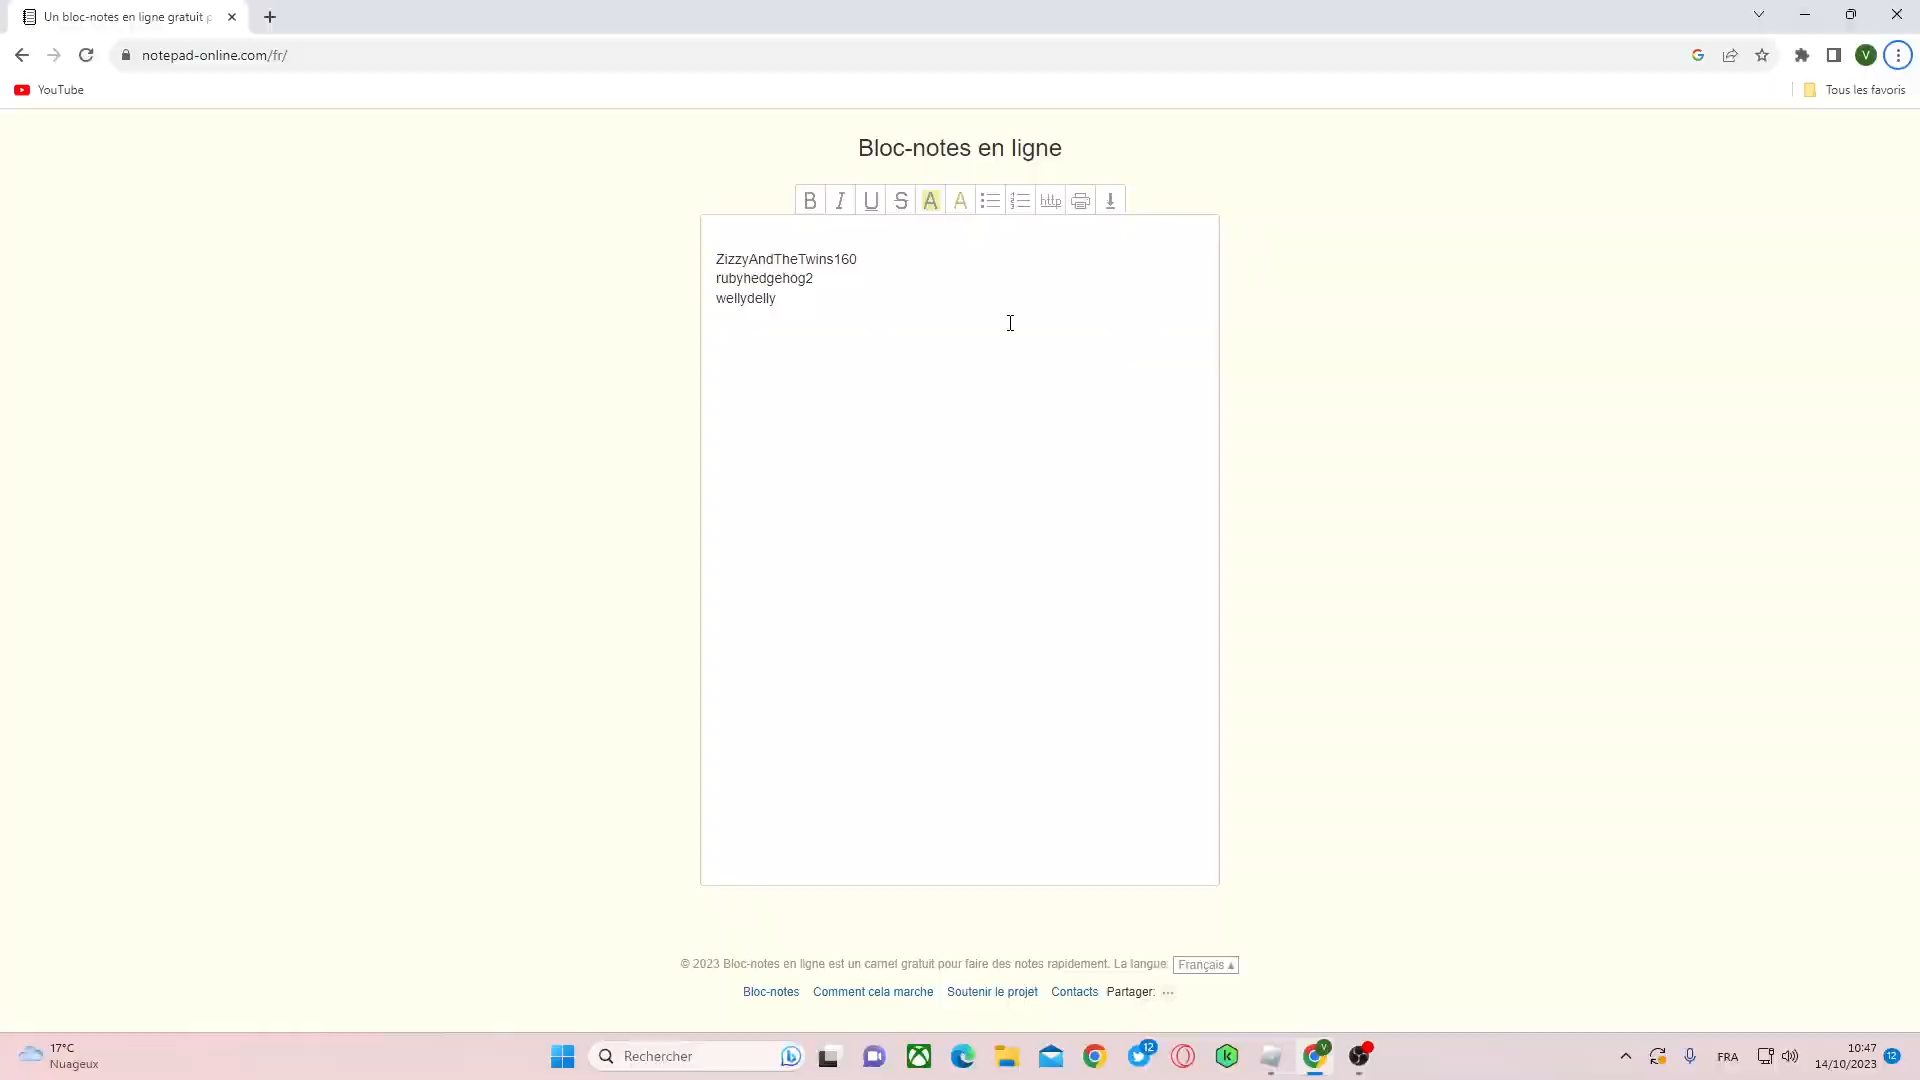 Un bloc-notes en ligne gratuit p
notepad-online.com/fr/
V
YouTube
Tous les favoris
Bloc-notes en ligne
B I U S A A http
ZizzyAndTheTwins160
rubyhedgehog2
wellydelly
© 2023 Bloc-notes en ligne est un carnet gratuit pour faire des notes rapidement. La langue: Français ▴
Bloc-notes Comment cela marche Soutenir le projet Contacts Partager: ···
17°C
Nuageux
Rechercher
12
V
FRA
10:47
14/10/2023
12